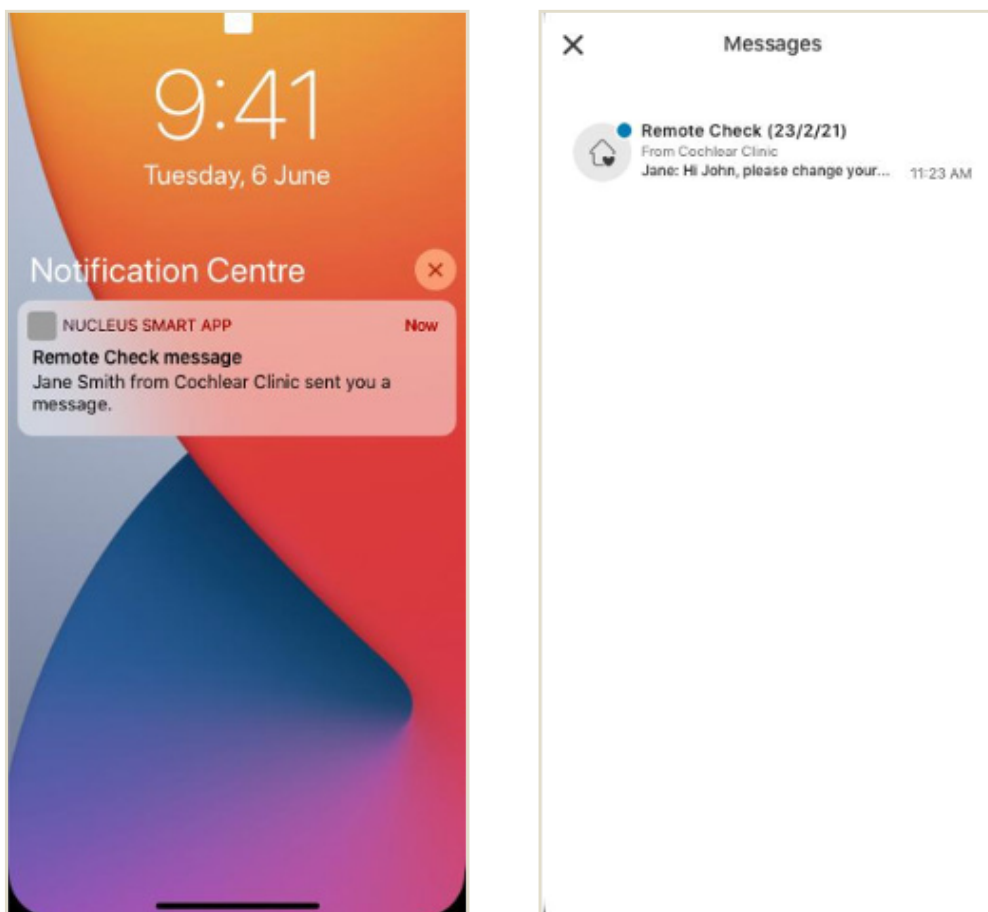 9:41
Tuesday, 6 June
Notification Centre
NUCLEUS SMART APP Now
Remote Check message
Jane Smith from Cochlear Clinic sent you a
message.
Messages
Remote Check (23/2/21)
From Cochlear Clinic
Jane: Hi John, please change your... 11:23 AM